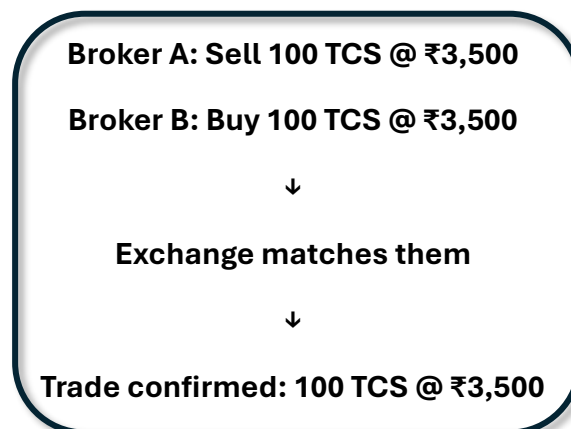 Broker A: Sell 100 TCS @ ₹3,500
Broker B: Buy 100 TCS @ ₹3,500
↓
Exchange matches them
↓
Trade confirmed: 100 TCS @ ₹3,500